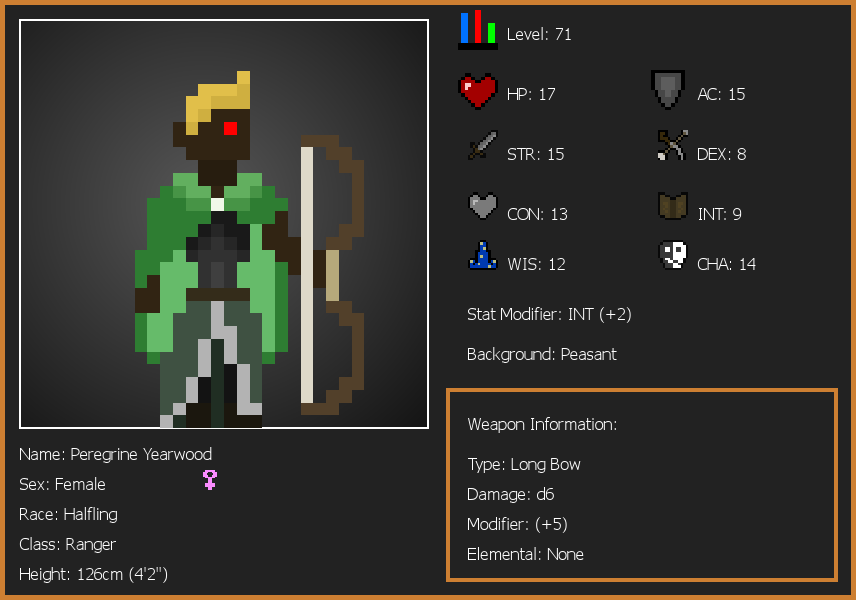 Level: 71
HP: 17
AC: 15
STR: 15
DEX: 8
CON: 13
INT: 9
WIS: 12
CHA: 14
Stat Modifier: INT (+2)
Background: Peasant
Weapon Information:
Type: Long Bow
Damage: d6
Modifier: (+5)
Elemental: None
Name: Peregrine Yearwood
Sex: Female
Race: Halfling
Class: Ranger
Height: 126cm (4'2")